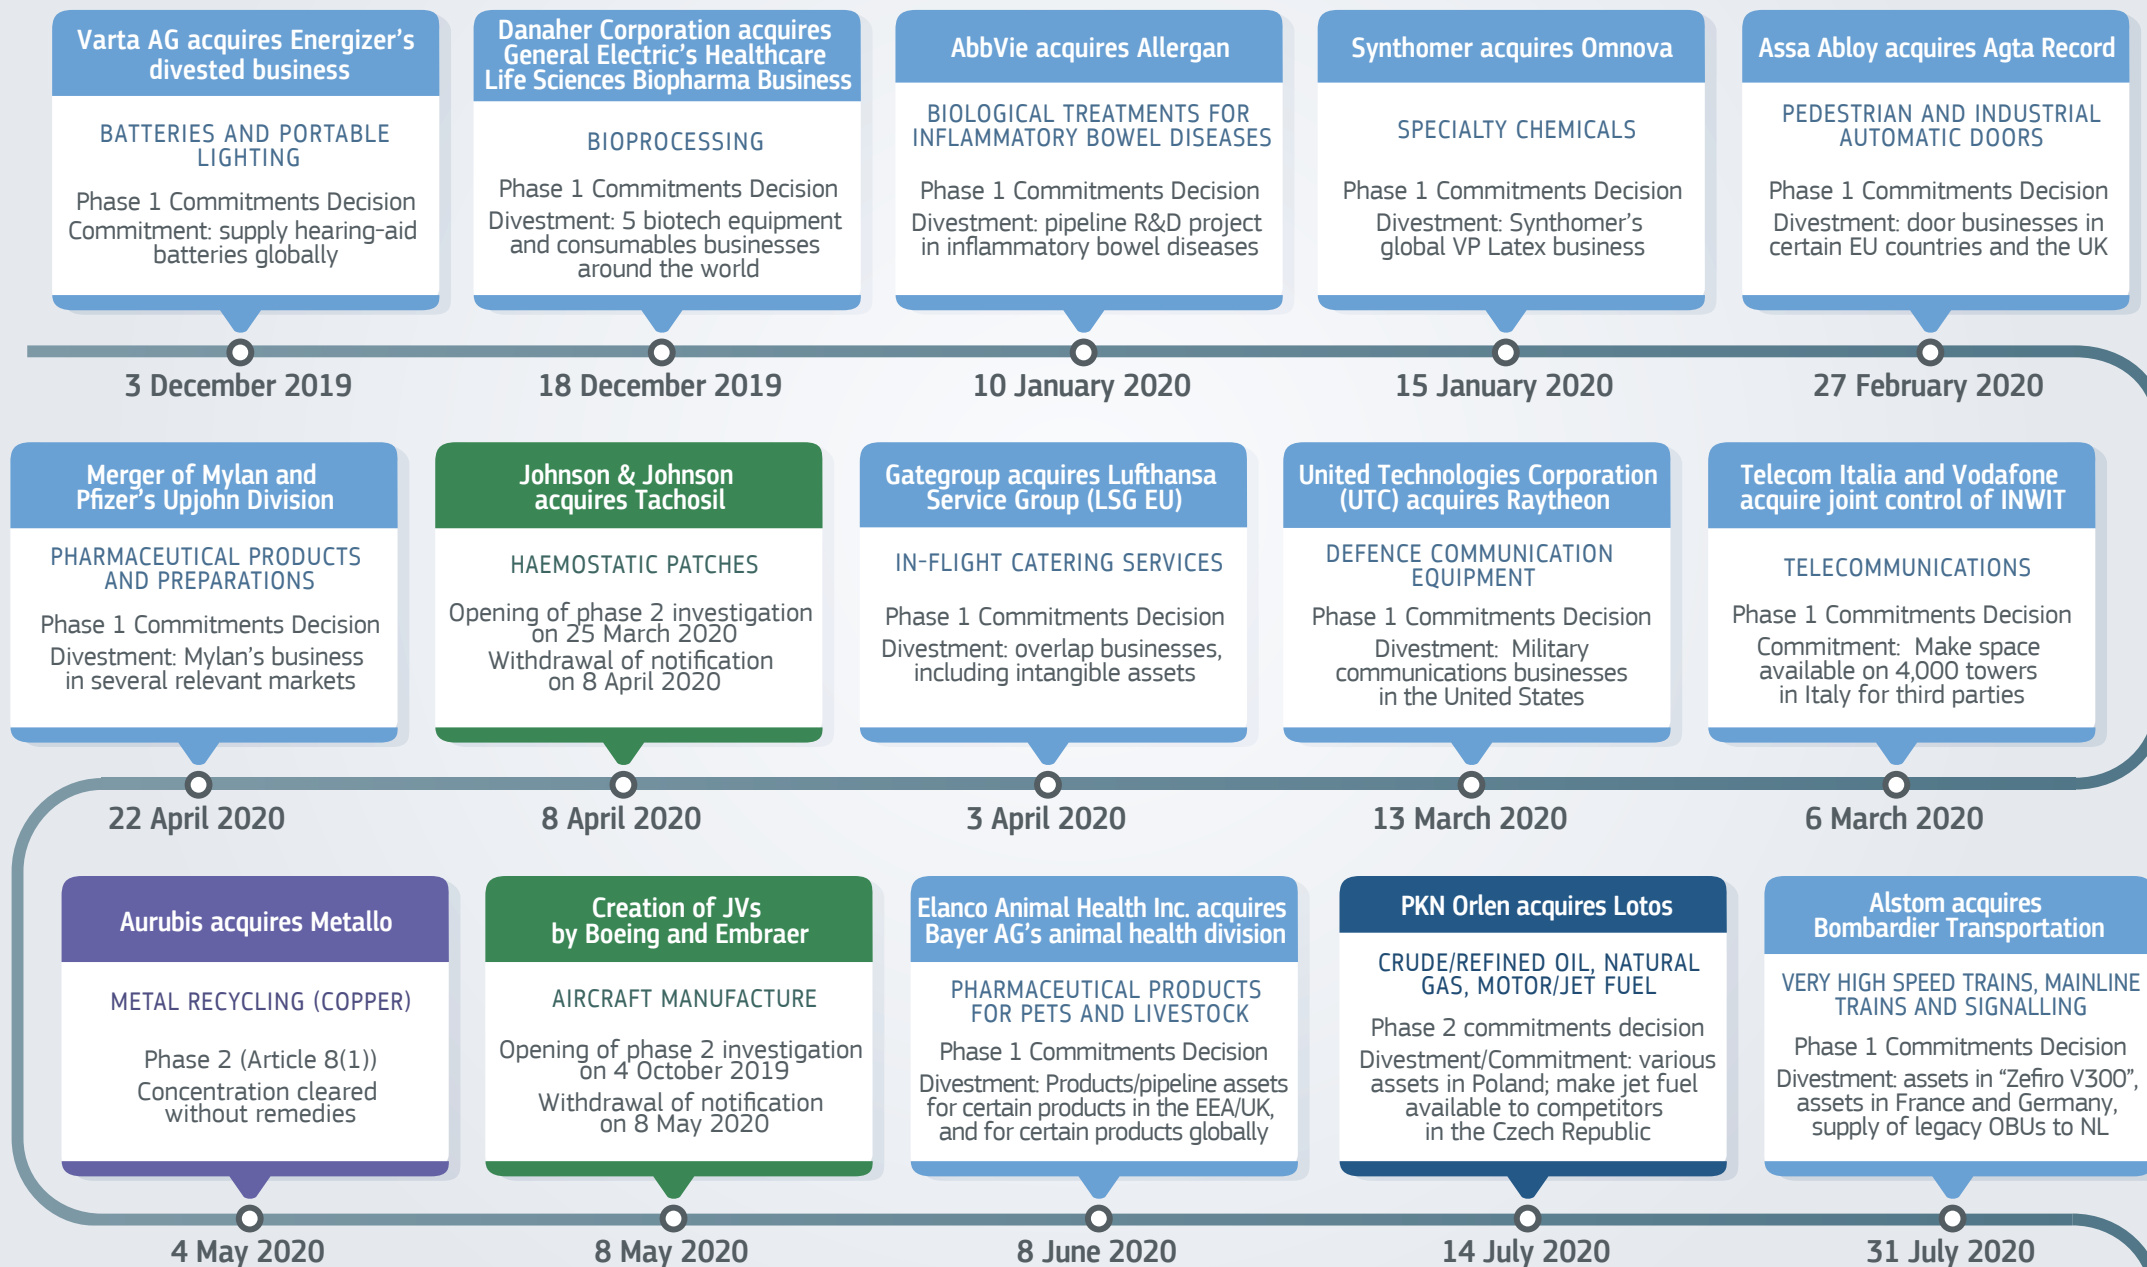 Varta AG acquires Energizer's
divested business
BATTERIES AND PORTABLE
LIGHTING
Phase 1 Commitments Decision
Commitment: supply hearing-aid
batteries globally
3 December 2019
Danaher Corporation acquires
General Electric's Healthcare
Life Sciences Biopharma Business
BIOPROCESSING
Phase 1 Commitments Decision
Divestment: 5 biotech equipment
and consumables businesses
around the world
18 December 2019
AbbVie acquires Allergan
BIOLOGICAL TREATMENTS FOR
INFLAMMATORY BOWEL DISEASES
Phase 1 Commitments Decision
Divestment: pipeline R&D project
in inflammatory bowel diseases
10 January 2020
Synthomer acquires Omnova
SPECIALTY CHEMICALS
Phase 1 Commitments Decision
Divestment: Synthomer's
global VP Latex business
15 January 2020
Assa Abloy acquires Agta Record
PEDESTRIAN AND INDUSTRIAL
AUTOMATIC DOORS
Phase 1 Commitments Decision
Divestment: door businesses in
certain EU countries and the UK
27 February 2020
Merger of Mylan and
Pfizer's Upjohn Division
PHARMACEUTICAL PRODUCTS
AND PREPARATIONS
Phase 1 Commitments Decision
Divestment: Mylan's business
in several relevant markets
22 April 2020
Johnson & Johnson
acquires Tachosil
HAEMOSTATIC PATCHES
Opening of phase 2 investigation
on 25 March 2020
Withdrawal of notification
on 8 April 2020
8 April 2020
Gategroup acquires Lufthansa
Service Group (LSG EU)
IN-FLIGHT CATERING SERVICES
Phase 1 Commitments Decision
Divestment: overlap businesses,
including intangible assets
3 April 2020
United Technologies Corporation
(UTC) acquires Raytheon
DEFENCE COMMUNICATION
EQUIPMENT
Phase 1 Commitments Decision
Divestment: Military
communications businesses
in the United States
13 March 2020
Telecom Italia and Vodafone
acquire joint control of INWIT
TELECOMMUNICATIONS
Phase 1 Commitments Decision
Commitment: Make space
available on 4,000 towers
in Italy for third parties
6 March 2020
Aurubis acquires Metallo
METAL RECYCLING (COPPER)
Phase 2 (Article 8(1))
Concentration cleared
without remedies
4 May 2020
Creation of JVs
by Boeing and Embraer
AIRCRAFT MANUFACTURE
Opening of phase 2 investigation
on 4 October 2019
Withdrawal of notification
on 8 May 2020
8 May 2020
Elanco Animal Health Inc. acquires
Bayer AG's animal health division
PHARMACEUTICAL PRODUCTS
FOR PETS AND LIVESTOCK
Phase 1 Commitments Decision
Divestment: Products/pipeline assets
for certain products in the EEA/UK,
and for certain products globally
8 June 2020
PKN Orlen acquires Lotos
CRUDE/REFINED OIL, NATURAL
GAS, MOTOR/JET FUEL
Phase 2 commitments decision
Divestment/Commitment: various
assets in Poland; make jet fuel
available to competitors
in the Czech Republic
14 July 2020
Alstom acquires
Bombardier Transportation
VERY HIGH SPEED TRAINS, MAINLINE
TRAINS AND SIGNALLING
Phase 1 Commitments Decision
Divestment: assets in "Zefiro V300",
assets in France and Germany,
supply of legacy OBUs to NL
31 July 2020